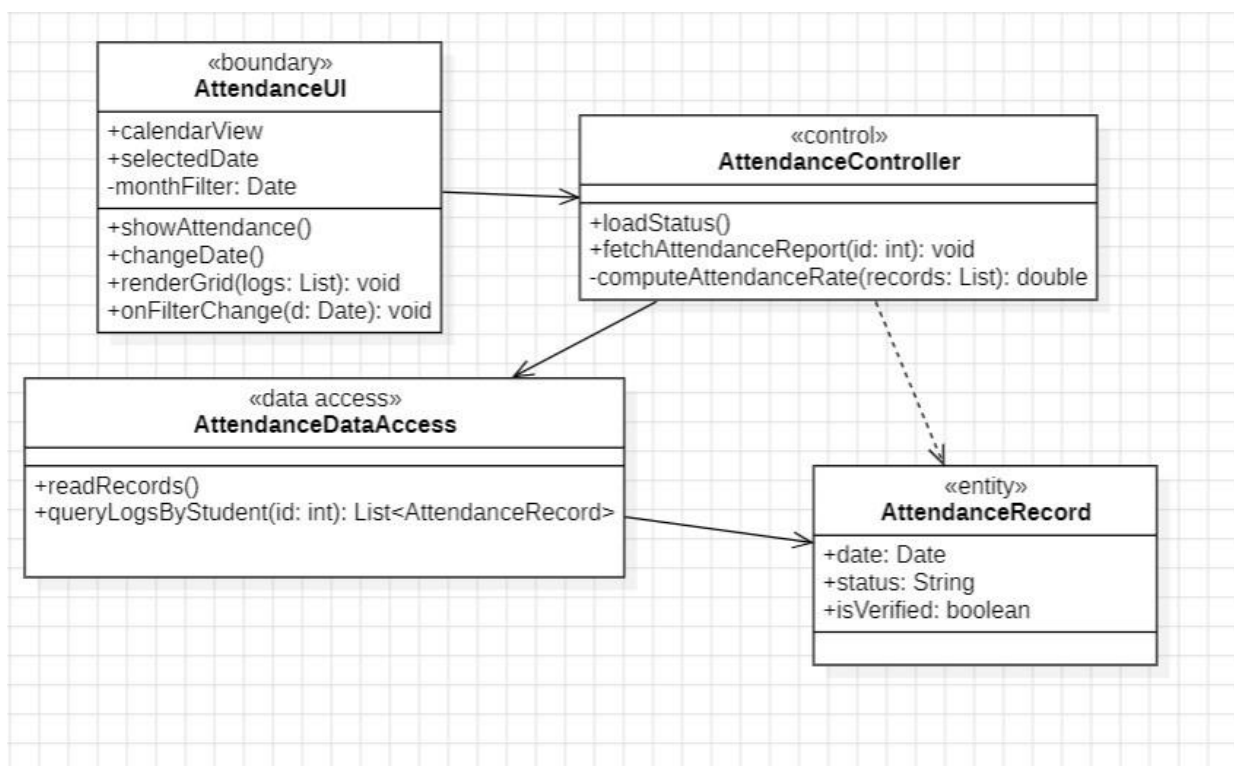 «boundary»
AttendanceUI
+calendarView
+selectedDate
-monthFilter: Date
+showAttendance()
+changeDate()
+renderGrid(logs: List): void
+onFilterChange(d: Date): void
«control»
AttendanceController
+loadStatus()
+fetchAttendanceReport(id: int): void
-computeAttendanceRate(records: List): double
«data access»
AttendanceDataAccess
+readRecords()
+queryLogsByStudent(id: int): List<AttendanceRecord>
«entity»
AttendanceRecord
+date: Date
+status: String
+isVerified: boolean